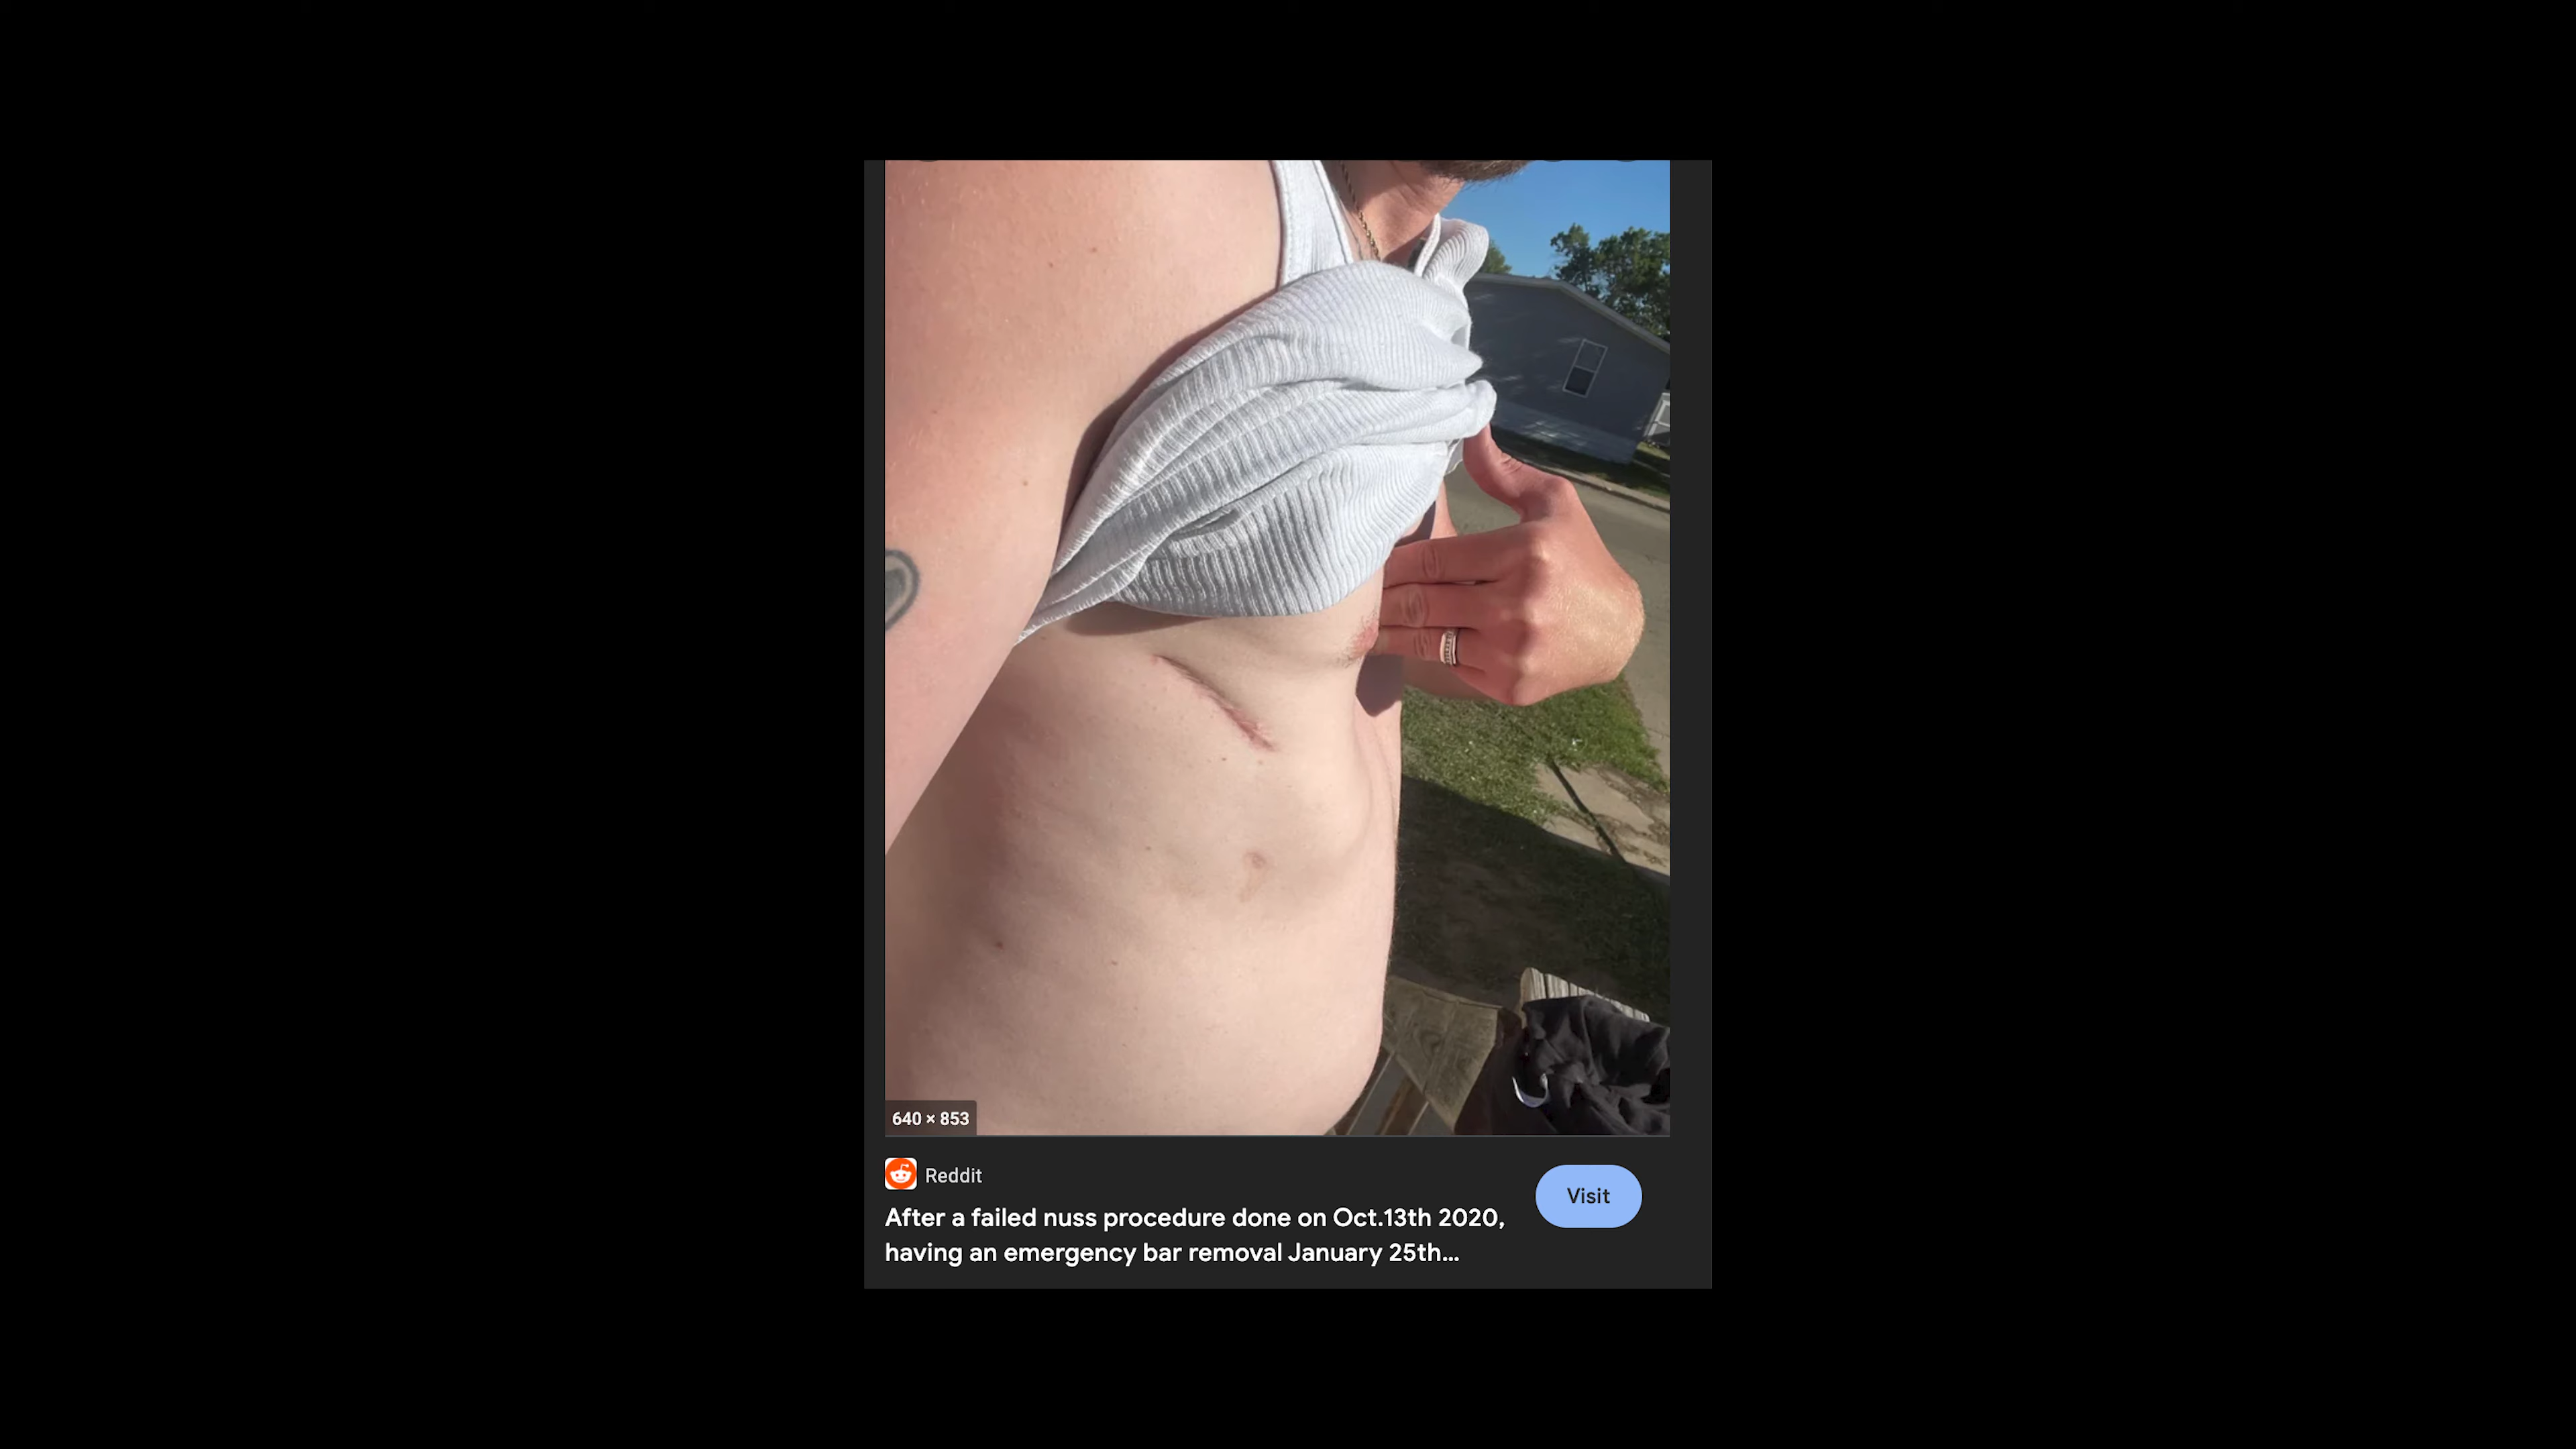 640 × 853
Reddit
Visit
After a failed nuss procedure done on Oct.13th 2020,
having an emergency bar removal January 25th...